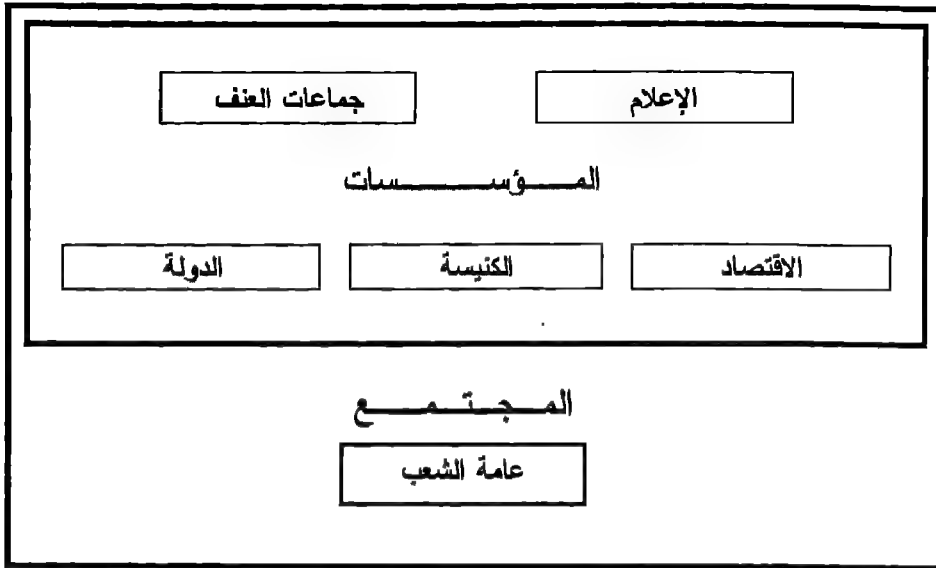 الإعلام جماعات العنف
المؤسسات
الاقتصاد الكنيسة الدولة
المجتمع
عامة الشعب